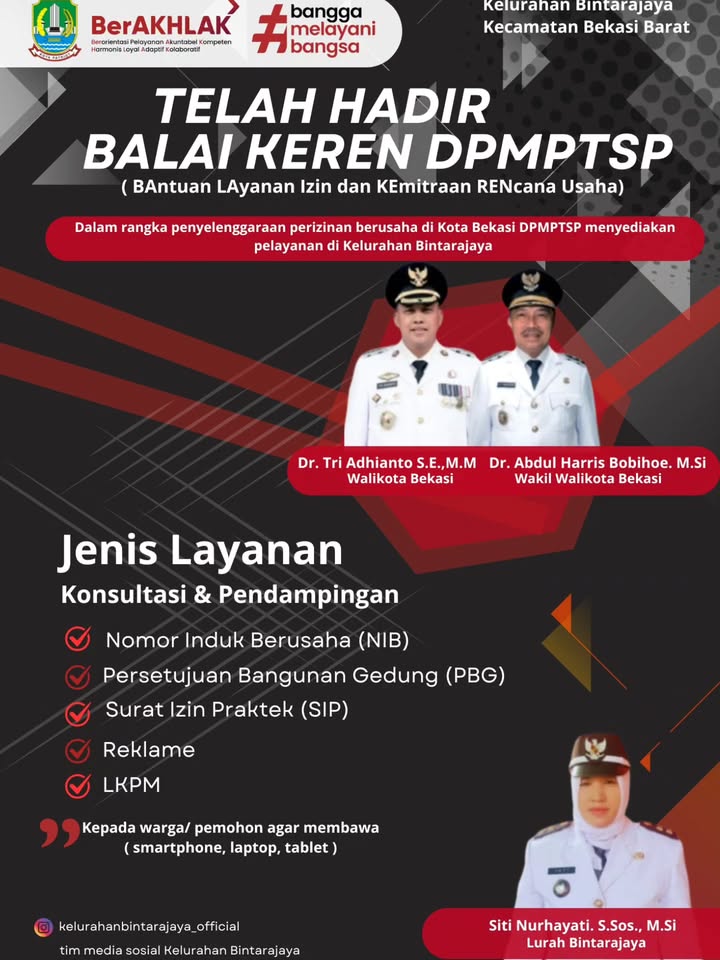 BerAKHLAK
Berorientasi Pelayanan Akuntabel Kompeten
Harmonis Loyal Adaptif Kolaboratif
#bangga
melayani
bangsa
Kelurahan Bintarajaya
Kecamatan Bekasi Barat
TELAH HADIR
BALAI KEREN DPMPTSP
( BAntuan LAyanan Izin dan KEmitraan RENcana Usaha)
Dalam rangka penyelenggaraan perizinan berusaha di Kota Bekasi DPMPTSP menyediakan
pelayanan di Kelurahan Bintarajaya
Dr. Tri Adhianto S.E.,M.M
Walikota Bekasi
Dr. Abdul Harris Bobihoe. M.Si
Wakil Walikota Bekasi
Jenis Layanan
Konsultasi & Pendampingan
Nomor Induk Berusaha (NIB)
Persetujuan Bangunan Gedung (PBG)
Surat Izin Praktek (SIP)
Reklame
LKPM
Kepada warga/ pemohon agar membawa
( smartphone, laptop, tablet )
kelurahanbintarajaya_official
tim media sosial Kelurahan Bintarajaya
Siti Nurhayati. S.Sos., M.Si
Lurah Bintarajaya